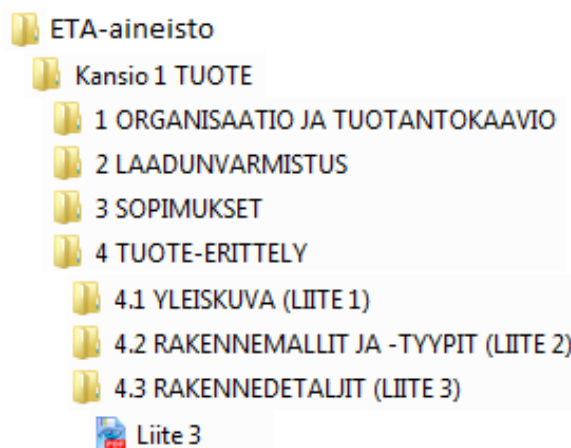 ETA-aineisto
Kansio 1 TUOTE
1 ORGANISAATIO JA TUOTANTOKAAVIO
2 LAADUNVARMISTUS
3 SOPIMUKSET
4 TUOTE-ERITTELY
4.1 YLEISKUVA (LIITE 1)
4.2 RAKENNEMALLIT JA -TYYPIT (LIITE 2)
4.3 RAKENNEDETALJIT (LIITE 3)
PDF Liite 3